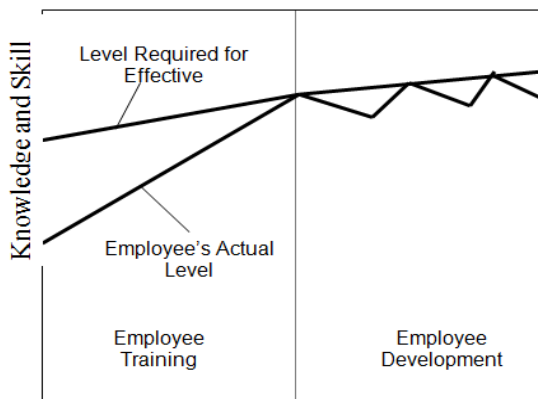 Knowledge and Skill
Level Required for
Effective
Employee's Actual
Level
Employee
Training
Employee
Development